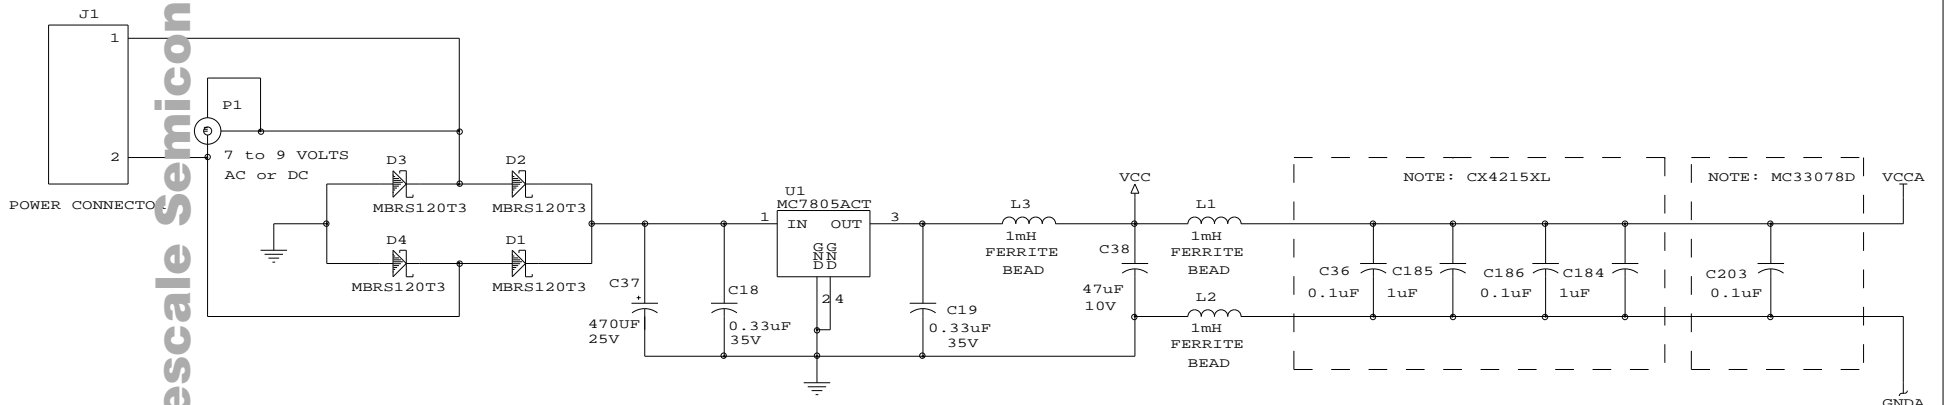 J1
1
2
POWER CONNECTO
escale Semicon
P1
7 to 9 VOLTS
AC or DC
D3
MBRS120T3
D2
MBRS120T3
D4
MBRS120T3
D1
MBRS120T3
C37
+
470UF
25V
C18
0.33uF
35V
U1
MC7805ACT
1
IN
OUT
3
GND
GND
2
4
C19
0.33uF
35V
L3
1mH
FERRITE
BEAD
VCC
C38
47uF
10V
L1
1mH
FERRITE
BEAD
L2
1mH
FERRITE
BEAD
NOTE: CX4215XL
C36
0.1uF
C185
1uF
C186
0.1uF
C184
1uF
NOTE: MC33078D
C203
0.1uF
VCCA
GNDA